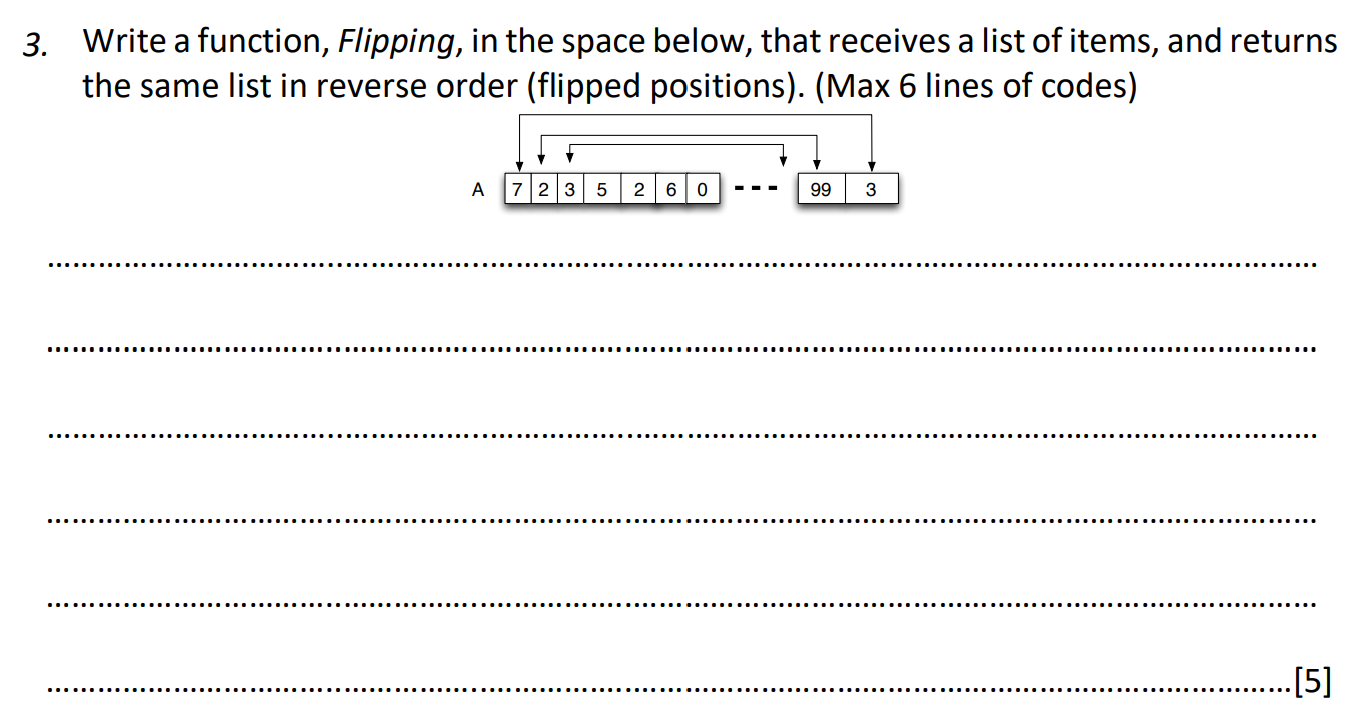 3. Write a function, Flipping, in the space below, that receives a list of items, and returns
the same list in reverse order (flipped positions). (Max 6 lines of codes)
A 7 2 3 5 2 6 0 --- 99 3
[5]